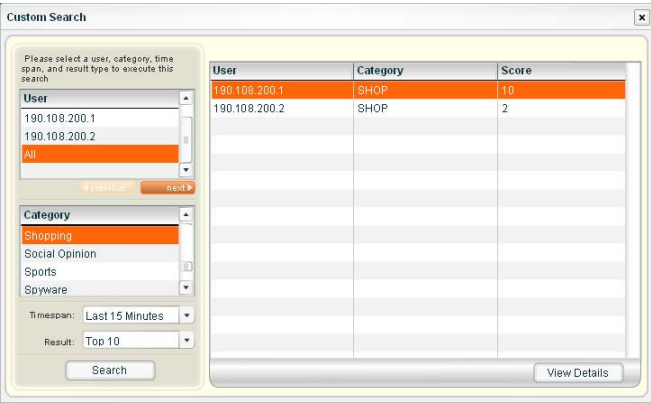 Custom Search
Please select a user, category, time
span, and result type to execute this
search
User
190.108.200.1
190.108.200.2
All
previous next
Category
Shopping
Social Opinion
Sports
Spyware
Timespan: Last 15 Minutes
Result: Top 10
Search
User Category Score
190.108.200.1 SHOP 10
190.108.200.2 SHOP 2
View Details